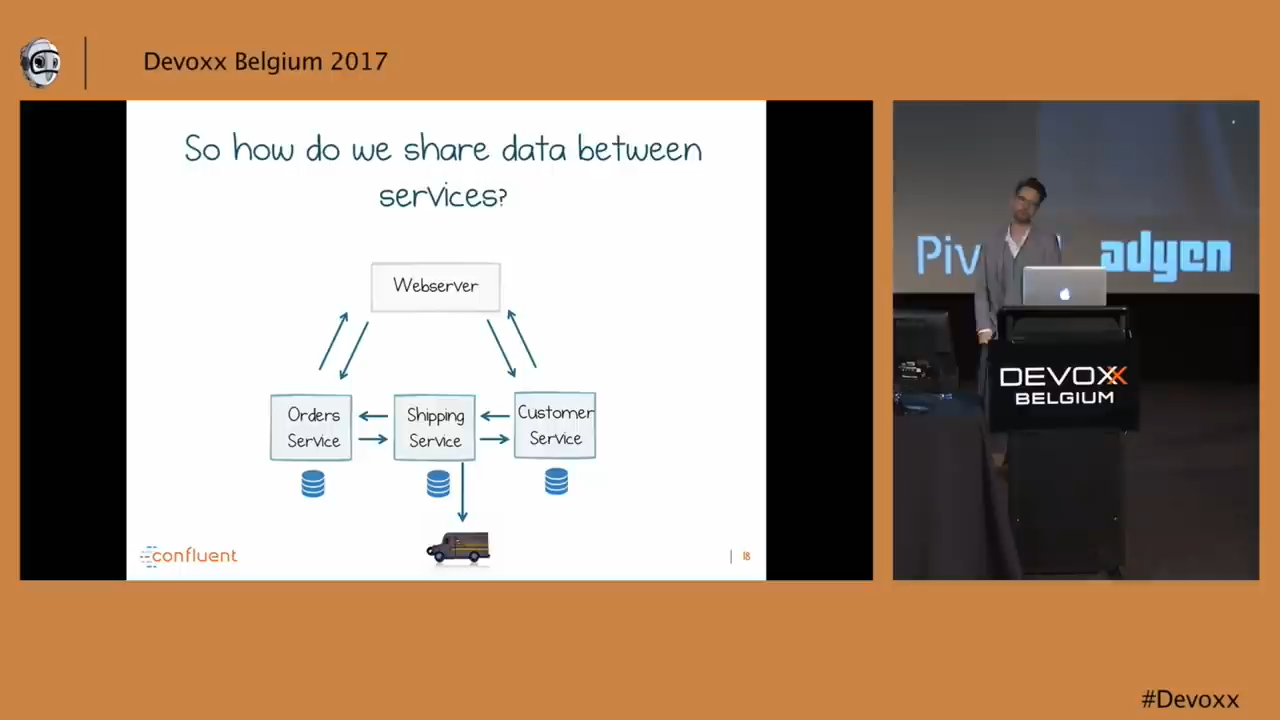 Devoxx Belgium 2017
So how do we share data between
services?
Webserver
Orders
Service
Shipping
Service
Customer
Service
confluent
18
adyen
DEVOXX
BELGIUM
#Devoxx